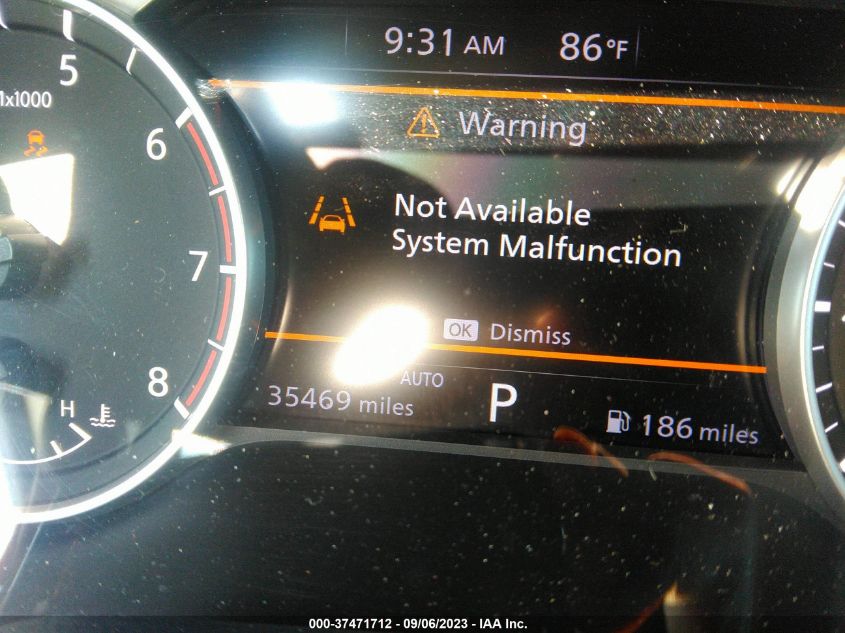 9:31 AM 86°F
5
1x1000
Warning
6
Not Available
System Malfunction
7
OK Dismiss
8
AUTO
H
35469 miles
P
186 miles
000-37471712 - 09/06/2023 - IAA Inc.